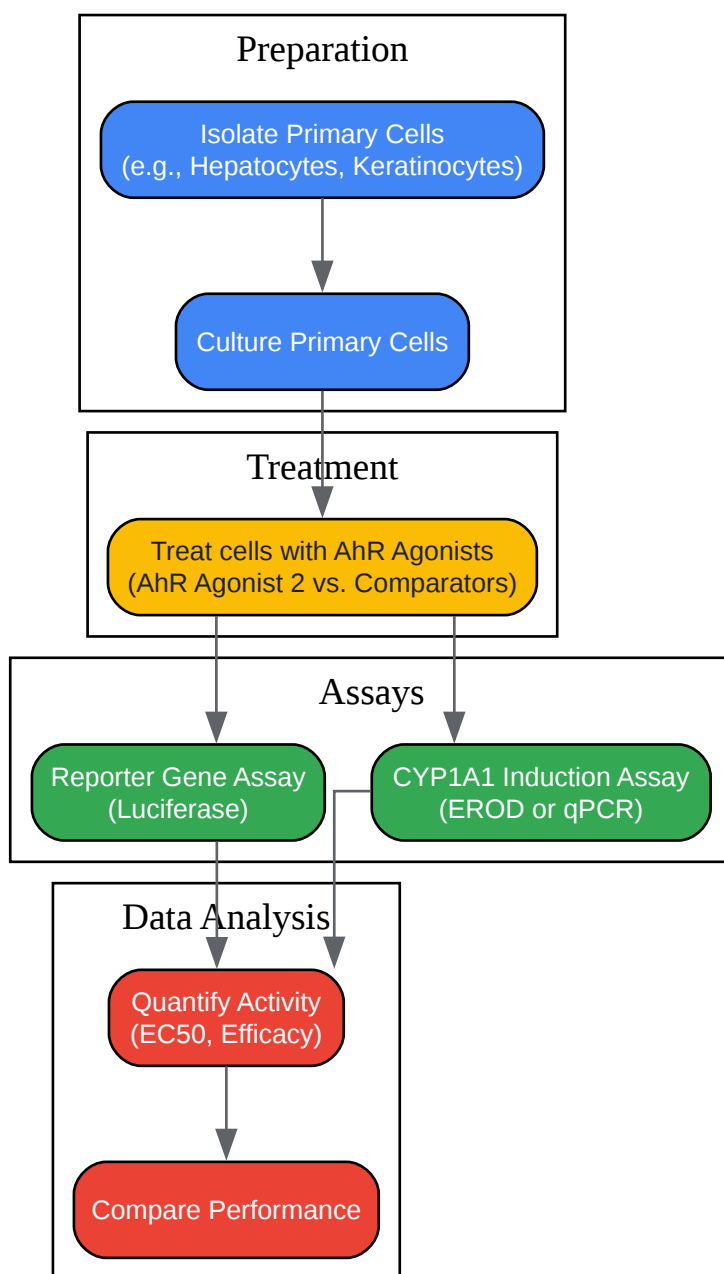 Preparation
Isolate Primary Cells
(e.g., Hepatocytes, Keratinocytes)
Culture Primary Cells
Treatment
Treat cells with AhR Agonists
(AhR Agonist 2 vs. Comparators)
Assays
Reporter Gene Assay
(Luciferase)
CYP1A1 Induction Assay
(EROD or qPCR)
Data Analysis
Quantify Activity
(EC50, Efficacy)
Compare Performance